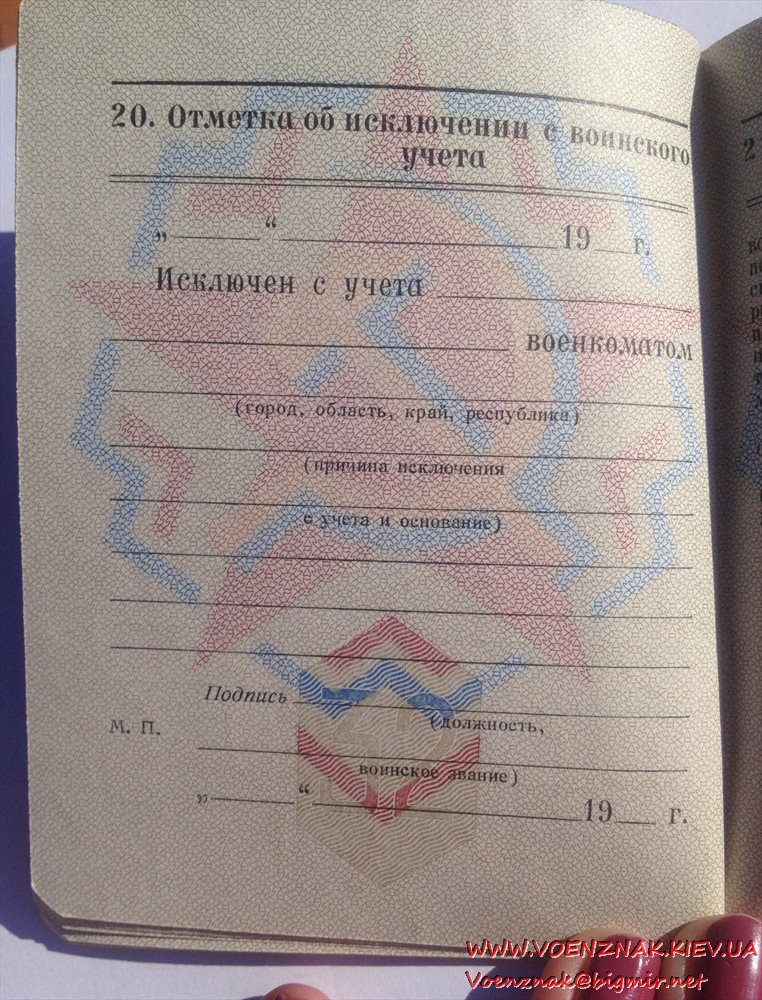 20. Отметка об исключении с воинского
учета
„ “ 19 г.
Исключен с учета
военкоматом
(город, область, край, республика)
(причина исключения
с учета и основание)
Подпись
(должность,
М. П.
воинское звание)
„ “ 19 г.
2
WWW.VOENZNAK.KIEV.UA
Voenznak@bigmir.net